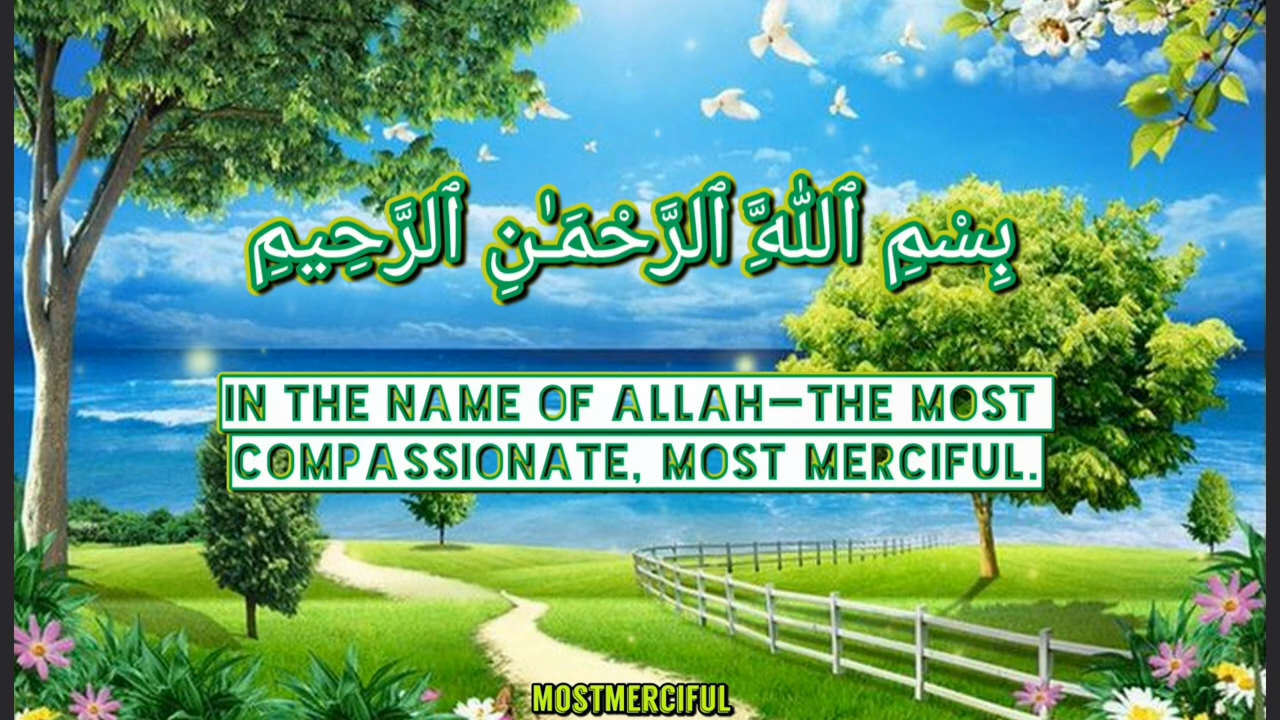 بِسْمِ ٱللَّهِ ٱلرَّحْمَـٰنِ ٱلرَّحِيمِ
IN THE NAME OF ALLAH—THE MOST
COMPASSIONATE, MOST MERCIFUL.
MOSTMERCIFUL